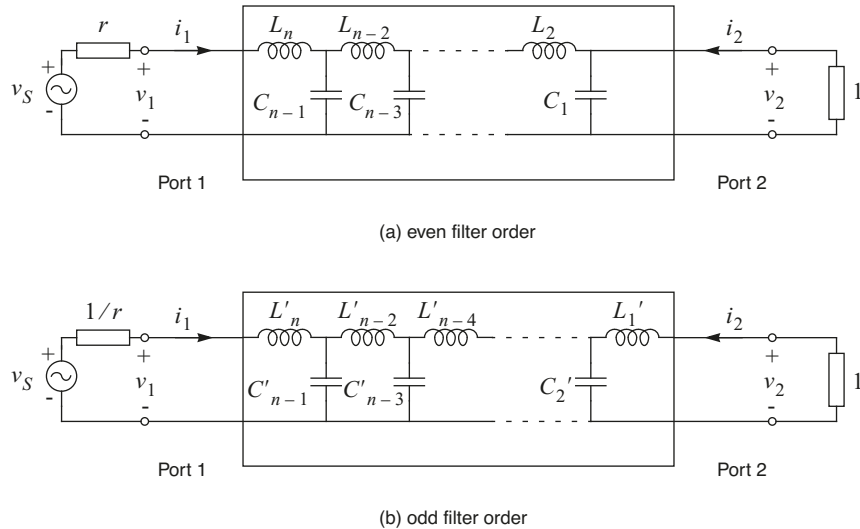 r i₁ Lₙ Lₙ₋₂ L₂ i₂
+ + +
v_S v₁ Cₙ₋₁ Cₙ₋₃ C₁ v₂ 1
- - -
Port 1 Port 2
(a) even filter order
1/r i₁ L'ₙ L'ₙ₋₂ L'ₙ₋₄ L₁' i₂
+ + +
v_S v₁ C'ₙ₋₁ C'ₙ₋₃ C₂' v₂ 1
- - -
Port 1 Port 2
(b) odd filter order